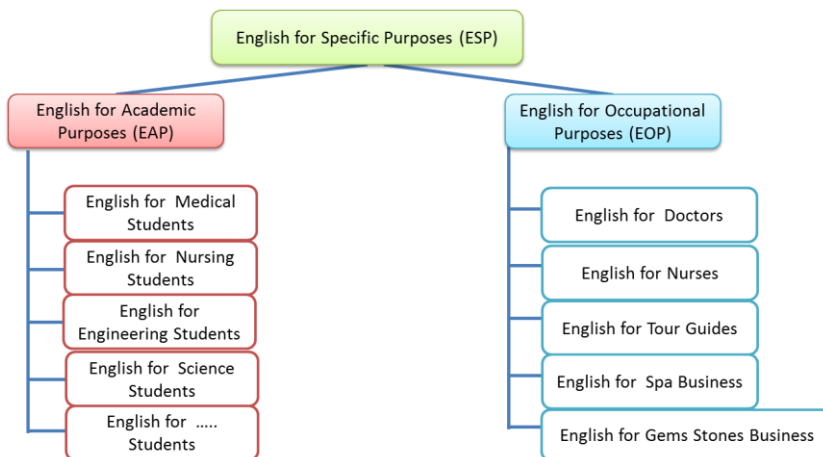 English for Specific Purposes (ESP)
English for Academic
Purposes (EAP)
English for Medical
Students
English for Nursing
Students
English for
Engineering Students
English for Science
Students
English for …..
Students
English for Occupational
Purposes (EOP)
English for Doctors
English for Nurses
English for Tour Guides
English for Spa Business
English for Gems Stones Business